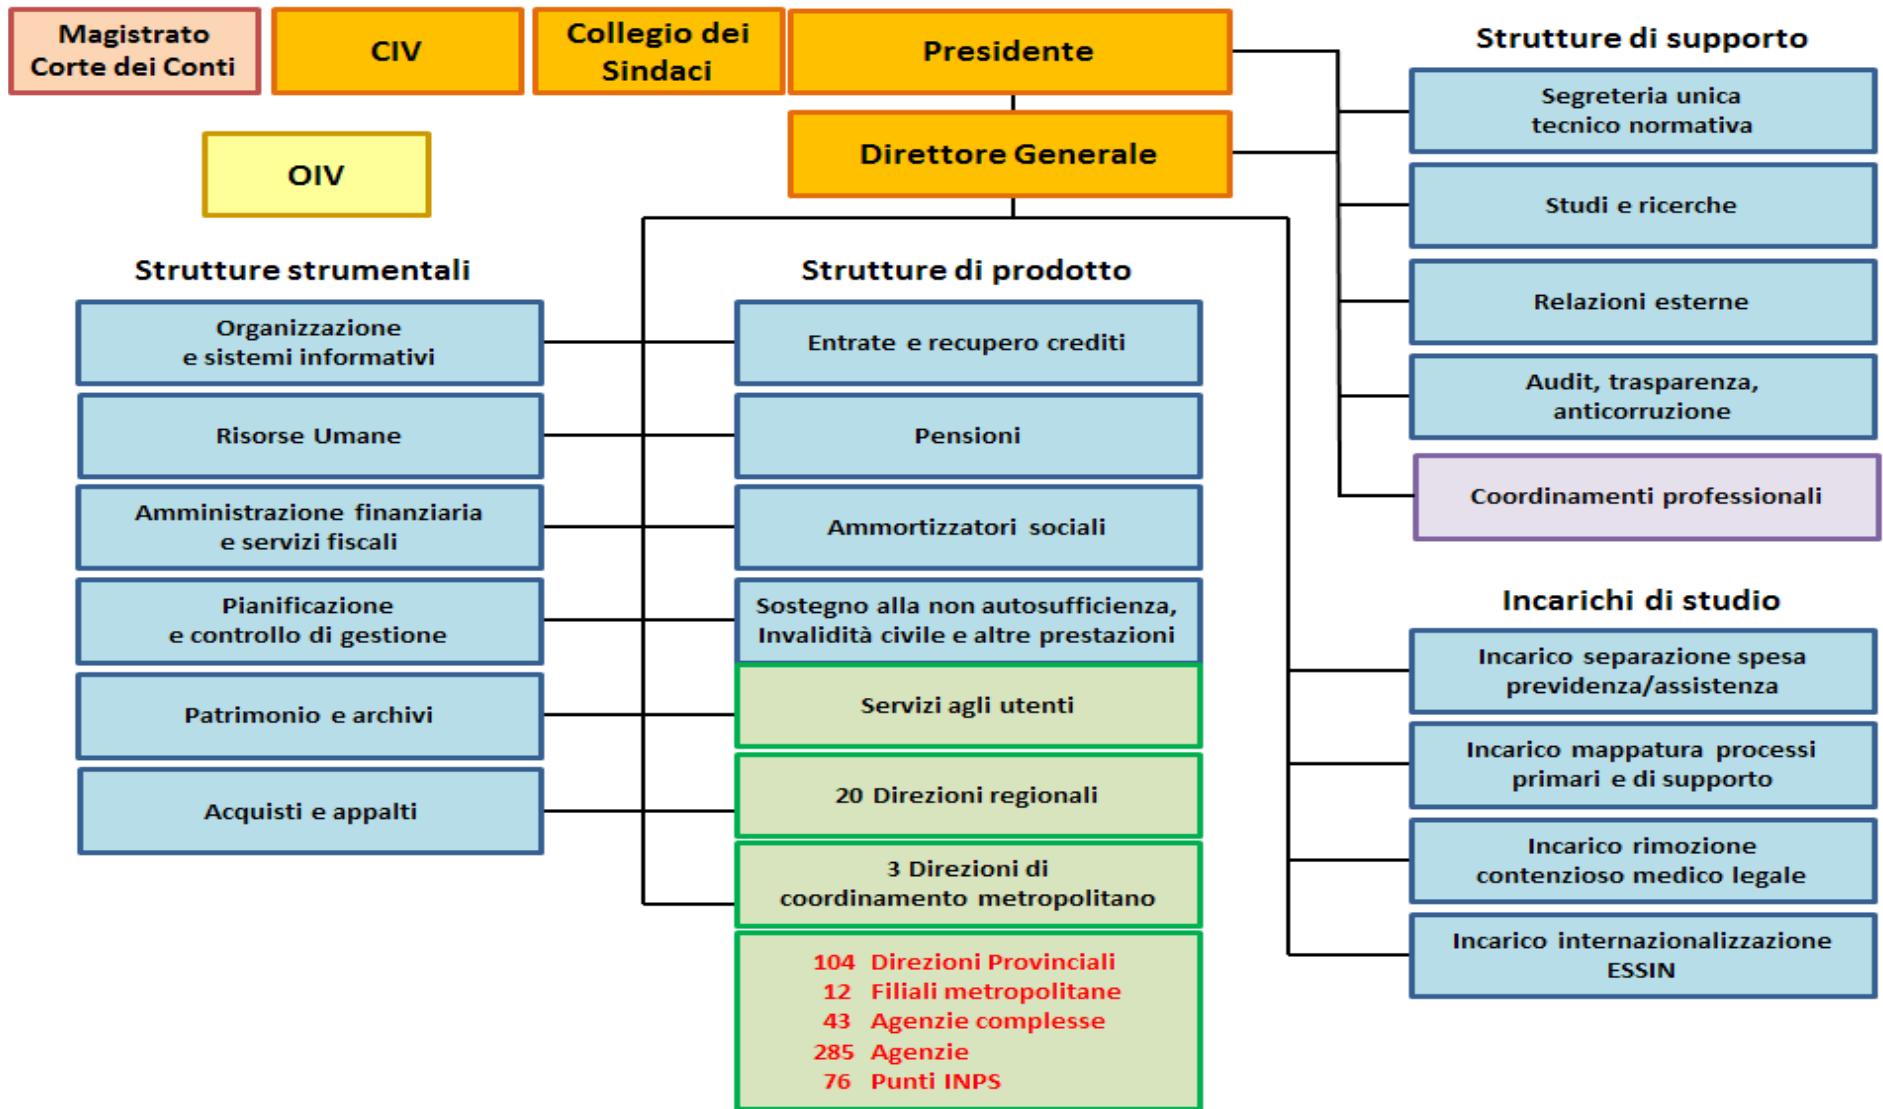 Magistrato
Corte dei Conti
CIV
Collegio dei
Sindaci
Presidente
Direttore Generale
OIV
Strutture di supporto
Segreteria unica
tecnico normativa
Studi e ricerche
Relazioni esterne
Audit, trasparenza,
anticorruzione
Coordinamenti professionali
Strutture strumentali
Organizzazione
e sistemi informativi
Risorse Umane
Amministrazione finanziaria
e servizi fiscali
Pianificazione
e controllo di gestione
Patrimonio e archivi
Acquisti e appalti
Strutture di prodotto
Entrate e recupero crediti
Pensioni
Ammortizzatori sociali
Sostegno alla non autosufficienza,
Invalidità civile e altre prestazioni
Servizi agli utenti
20 Direzioni regionali
3 Direzioni di
coordinamento metropolitano
104 Direzioni Provinciali
12 Filiali metropolitane
43 Agenzie complesse
285 Agenzie
76 Punti INPS
Incarichi di studio
Incarico separazione spesa
previdenza/assistenza
Incarico mappatura processi
primari e di supporto
Incarico rimozione
contenzioso medico legale
Incarico internazionalizzazione
ESSIN